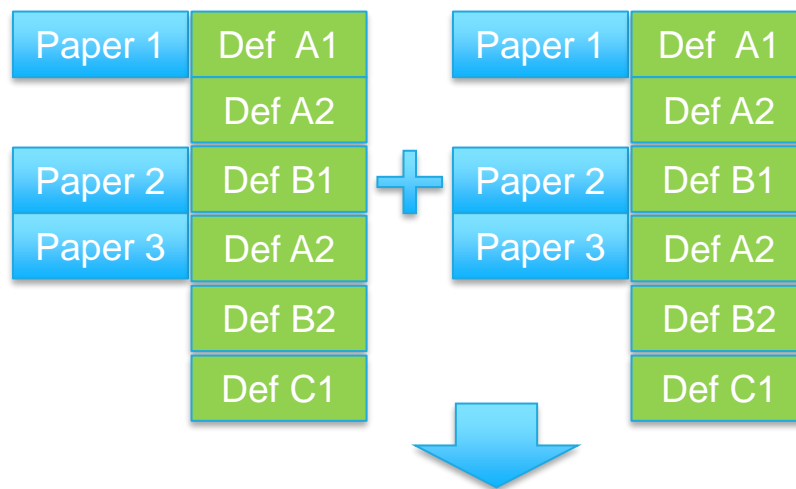 Paper 1 Def A1 Paper 1 Def A1
Def A2 Def A2
Paper 2 Def B1 Paper 2 Def B1
Paper 3 Def A2 Paper 3 Def A2
Def B2 Def B2
Def C1 Def C1